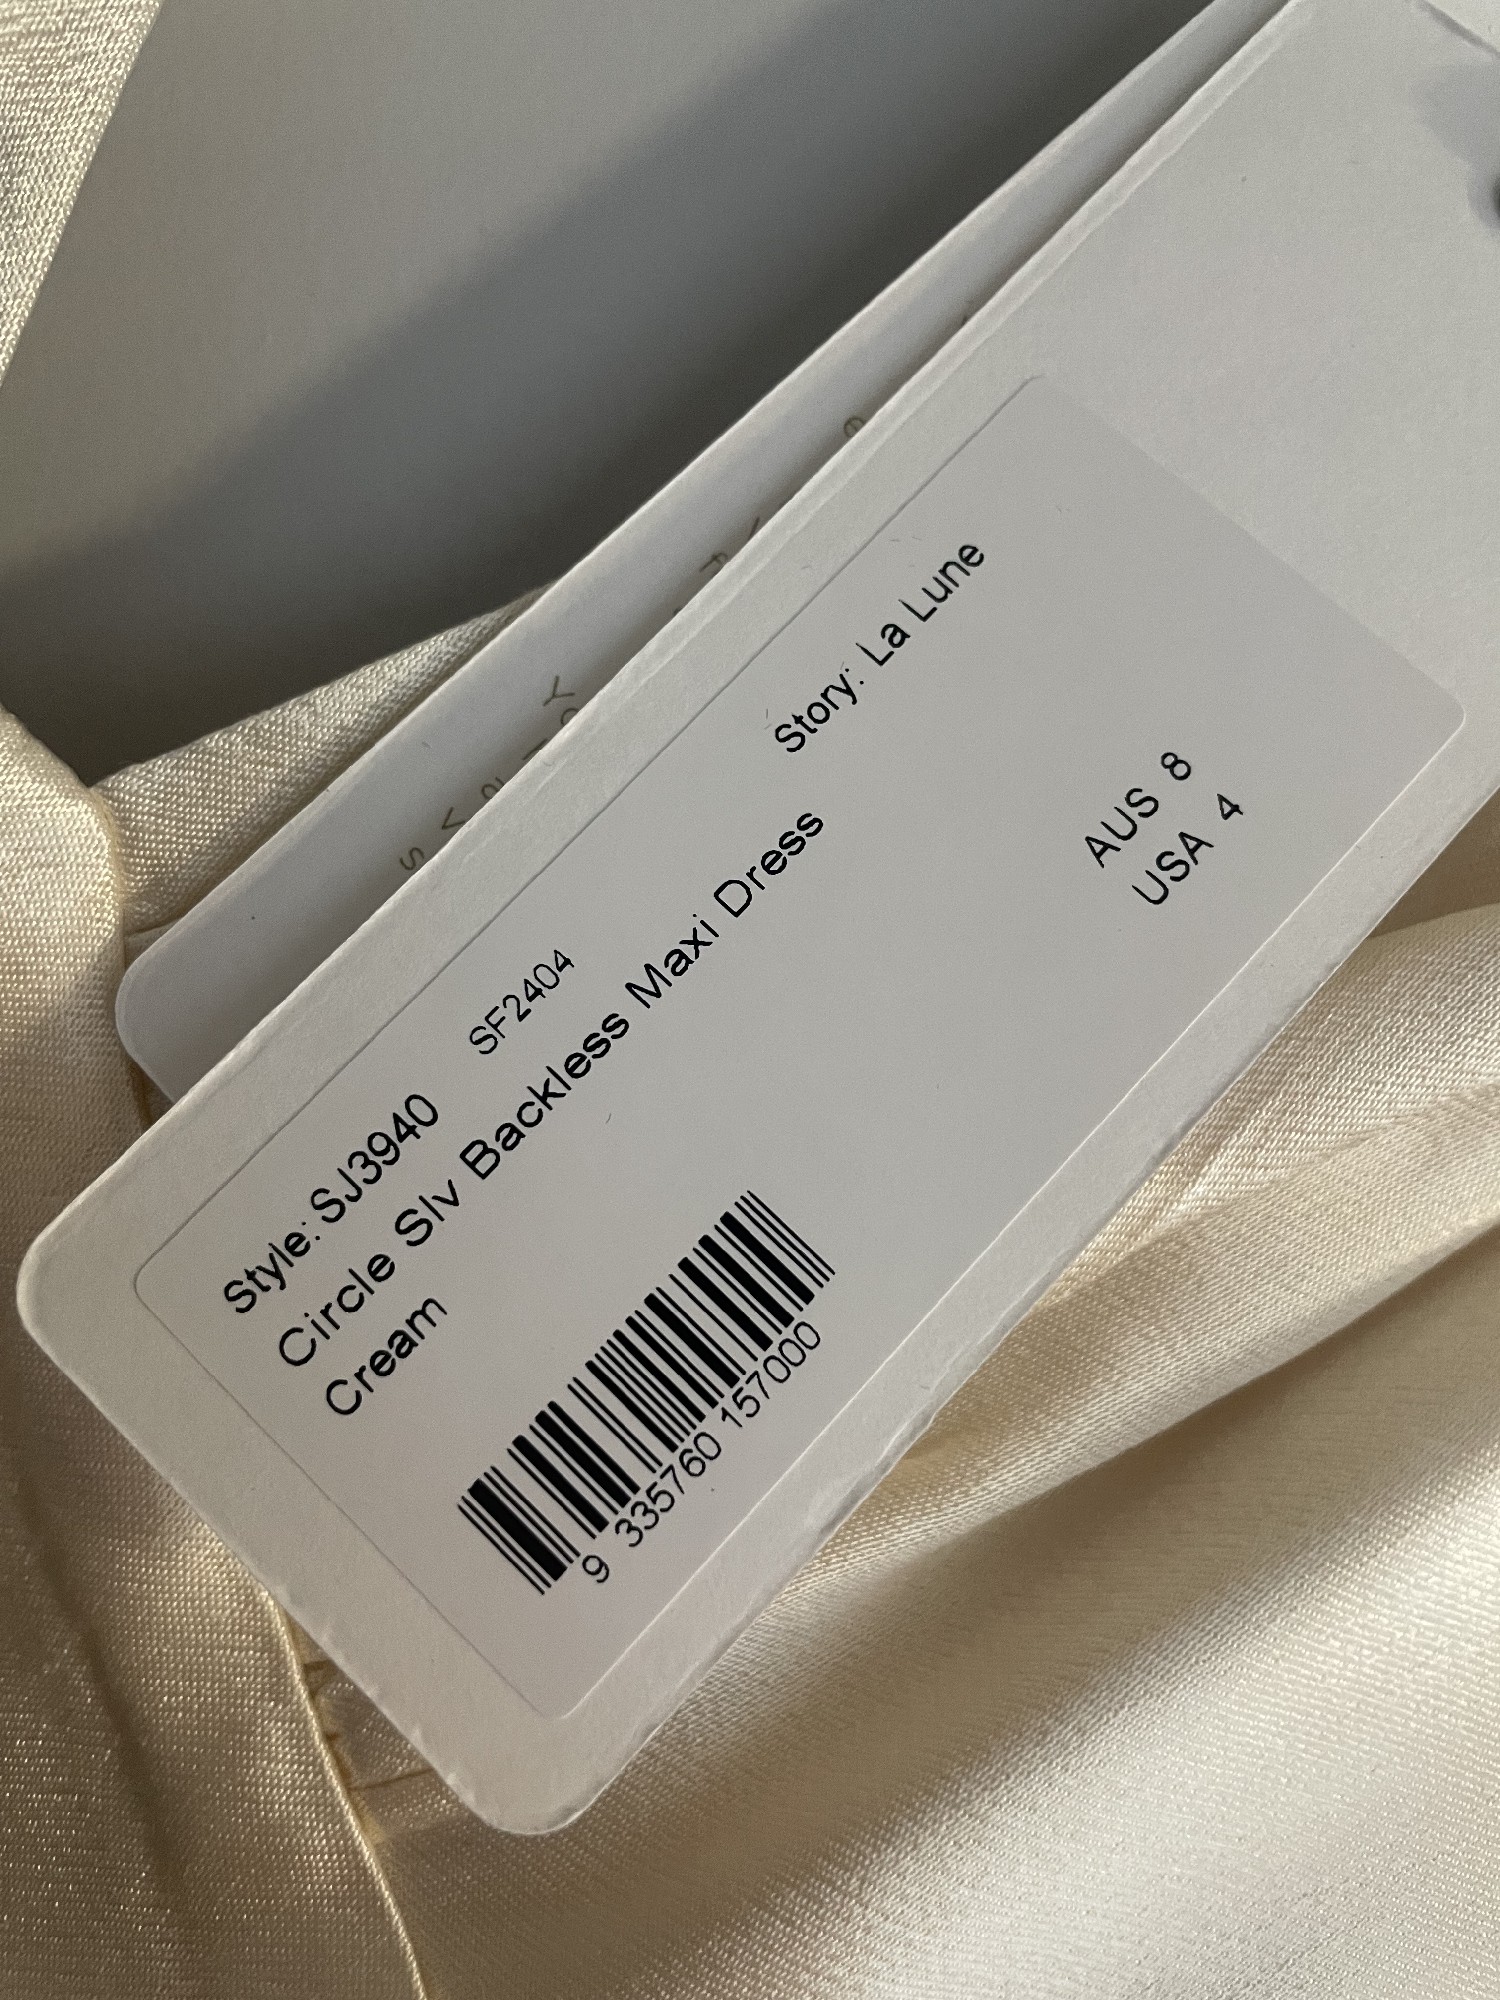 Style: SJ3940 SF2404 Story: La Lune
Circle Slv Backless Maxi Dress
Cream
AUS 8
USA 4
9 335760 157000